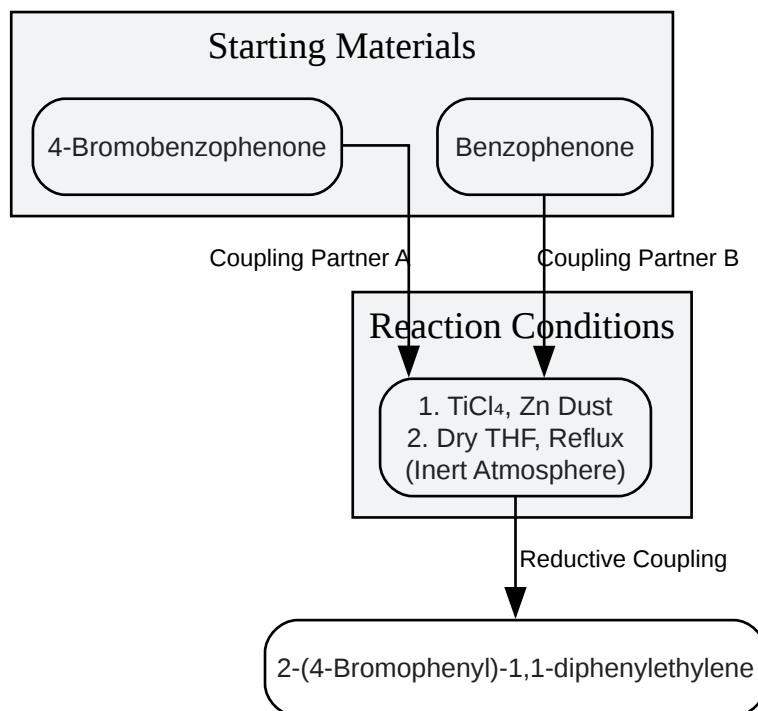 Starting Materials
4-Bromobenzophenone
Benzophenone
Coupling Partner A
Coupling Partner B
Reaction Conditions
1. TiCl₄, Zn Dust
2. Dry THF, Reflux
(Inert Atmosphere)
Reductive Coupling
2-(4-Bromophenyl)-1,1-diphenylethylene